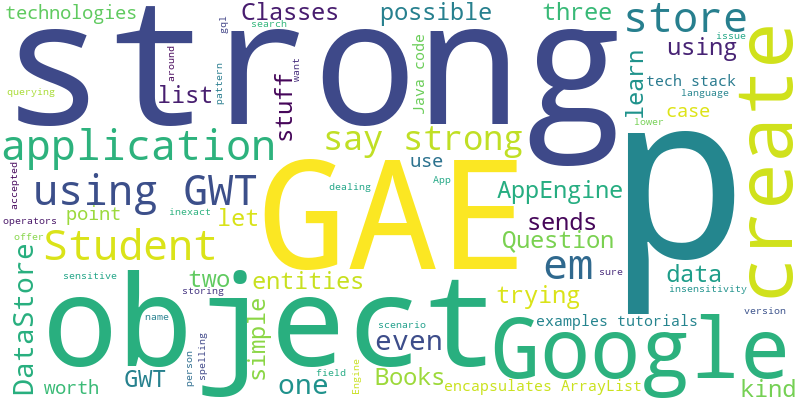 technologies
Classes
gql
search
possible
three
store
issue
strong
around
want
pattern
Java code
using
create
querying
list
stuff
learn
tech stack
language
case
lower
p
application
say strong
accepted
using GWT
GAE
dealing
App
use
AppEngine
operators
point
inexact
let
sends
offer
Student
Question
em
sure
data
DataStore
sensitive
two
entities
trying
insensitivity
storing
object
name
person
spelling
simple
scenario
even
Google
examples tutorials
version
worth
GWT
one
field
Engine
Books
encapsulates ArrayList
kind